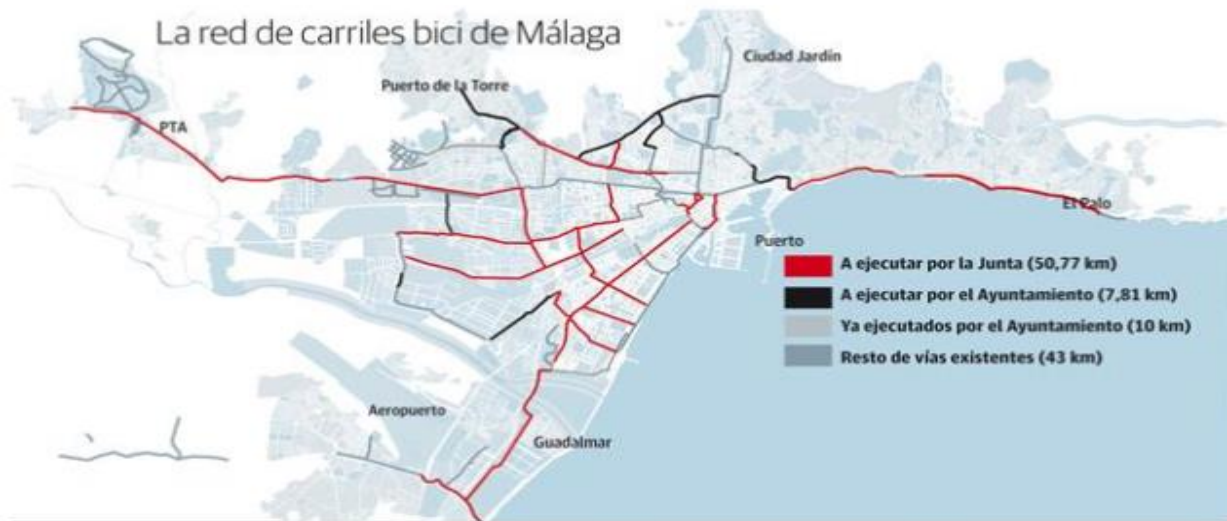 La red de carriles bici de Málaga
Ciudad Jardín
Puerto de la Torre
PTA
El Palo
Puerto
A ejecutar por la Junta (50,77 km)
A ejecutar por el Ayuntamiento (7,81 km)
Ya ejecutados por el Ayuntamiento (10 km)
Resto de vías existentes (43 km)
Aeropuerto
Guadalmar